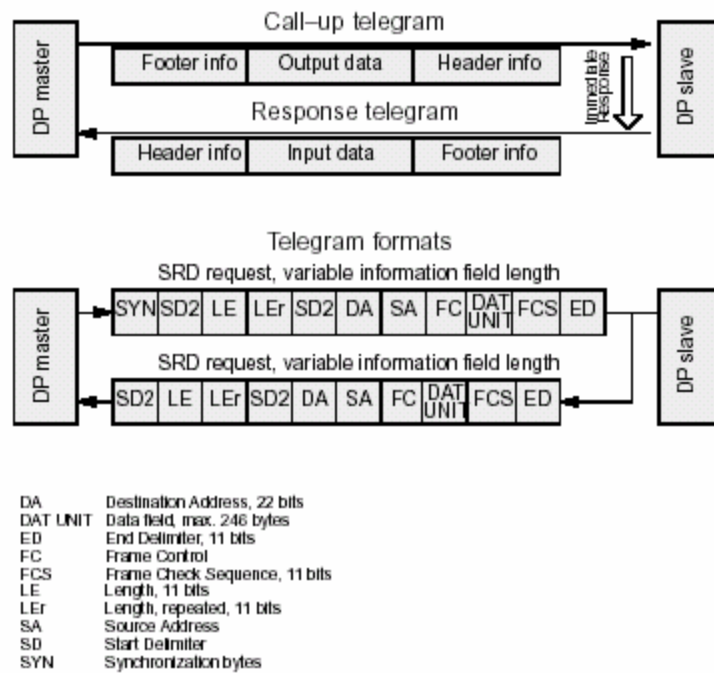 Call-up telegram
DP master
Footer info Output data Header info
Immediate
Response
DP slave
Response telegram
Header info Input data Footer info
Telegram formats
SRD request, variable information field length
DP master
SYN SD2 LE LEr SD2 DA SA FC DAT UNIT FCS ED
DP slave
SRD request, variable information field length
SD2 LE LEr SD2 DA SA FC DAT UNIT FCS ED
DA Destination Address, 22 bits
DAT UNIT Data field, max. 246 bytes
ED End Delimiter, 11 bits
FC Frame Control
FCS Frame Check Sequence, 11 bits
LE Length, 11 bits
LEr Length, repeated, 11 bits
SA Source Address
SD Start Delimiter
SYN Synchronization bytes